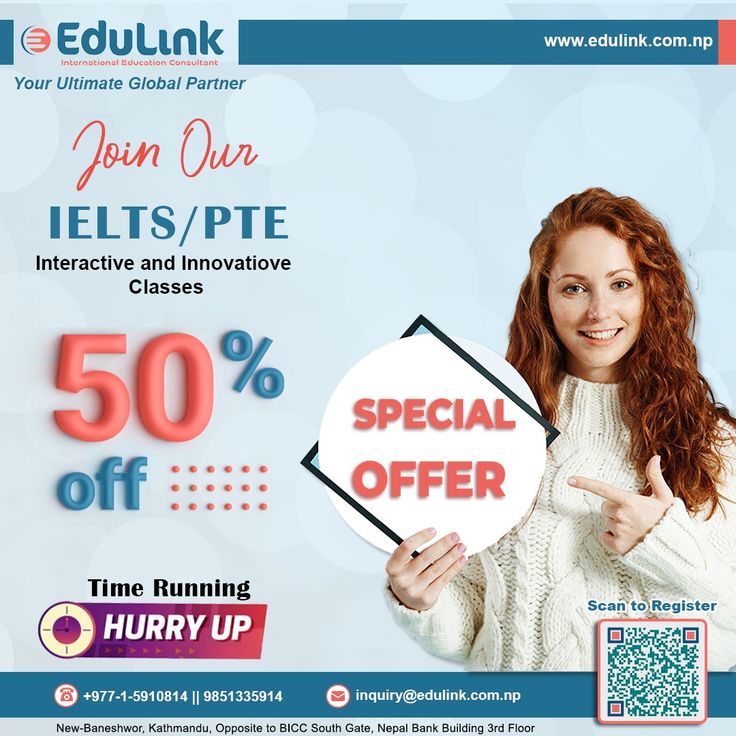 EduLink
International Education Consultant
Your Ultimate Global Partner
www.edulink.com.np
Join Our
IELTS/PTE
Interactive and Innovatiove
Classes
50%
off
SPECIAL
OFFER
Time Running
HURRY UP
Scan to Register
+977-1-5910814 || 9851335914
inquiry@edulink.com.np
New-Baneshwor, Kathmandu, Opposite to BICC South Gate, Nepal Bank Building 3rd Floor